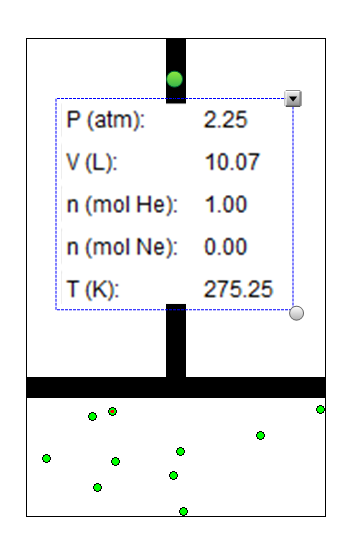 P (atm): 2.25
V (L): 10.07
n (mol He): 1.00
n (mol Ne): 0.00
T (K): 275.25